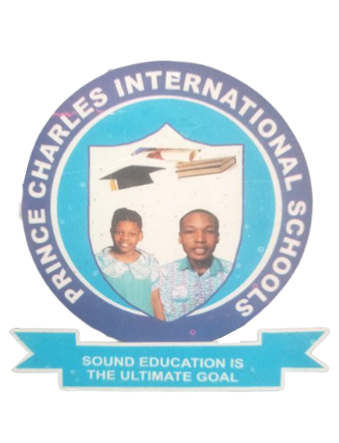 PRINCE CHARLES INTERNATIONAL SCHOOLS
SOUND EDUCATION IS
THE ULTIMATE GOAL